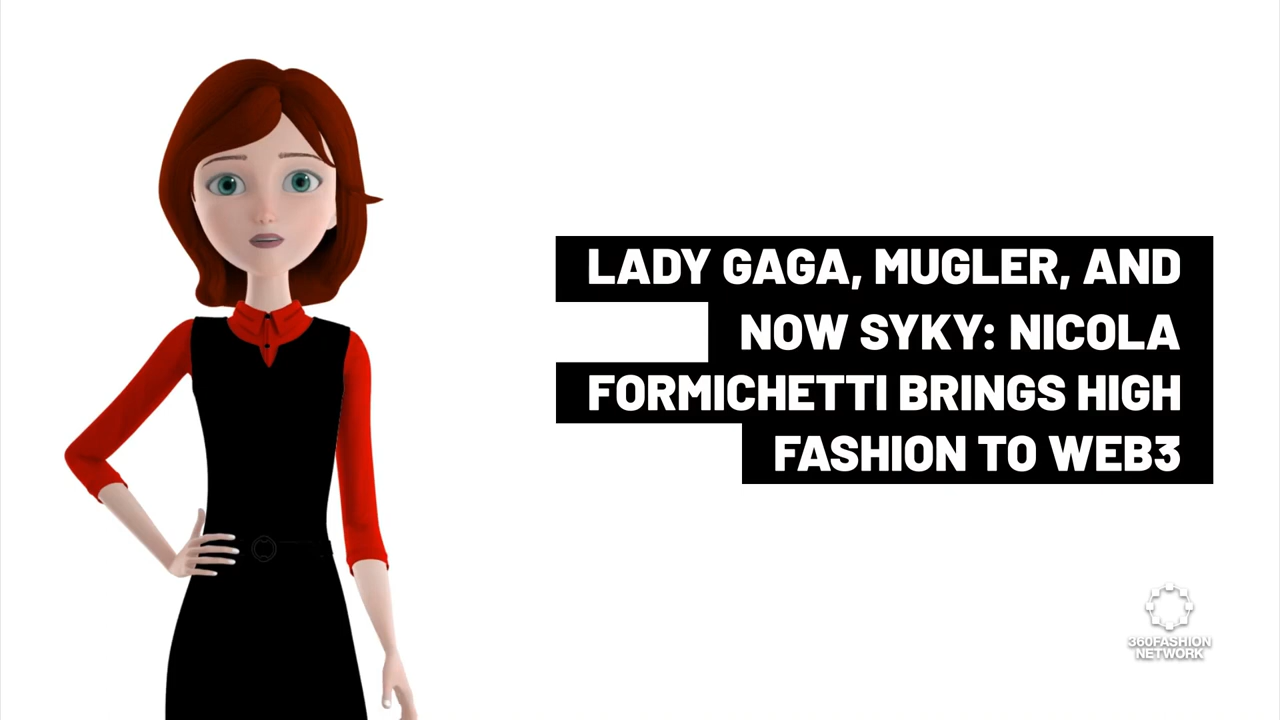 LADY GAGA, MUGLER, AND
NOW SYKY: NICOLA
FORMICHETTI BRINGS HIGH
FASHION TO WEB3
360FASHION
NETWORK